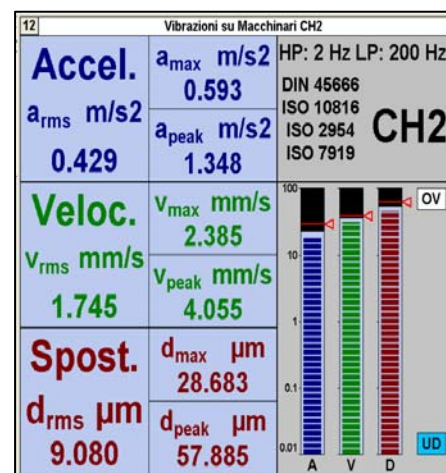 12 Vibrazioni su Macchinari CH2
Accel.
a rms m/s2
0.429
a max m/s2
0.593
a peak m/s2
1.348
HP: 2 Hz LP: 200 Hz
DIN 45666
ISO 10816
ISO 2954
ISO 7919
CH2
Veloc.
v rms mm/s
1.745
v max mm/s
2.385
v peak mm/s
4.055
Spost.
d rms µm
9.080
d max µm
28.683
d peak µm
57.885
100
10
1
0.1
0.01
OV
UD
A V D